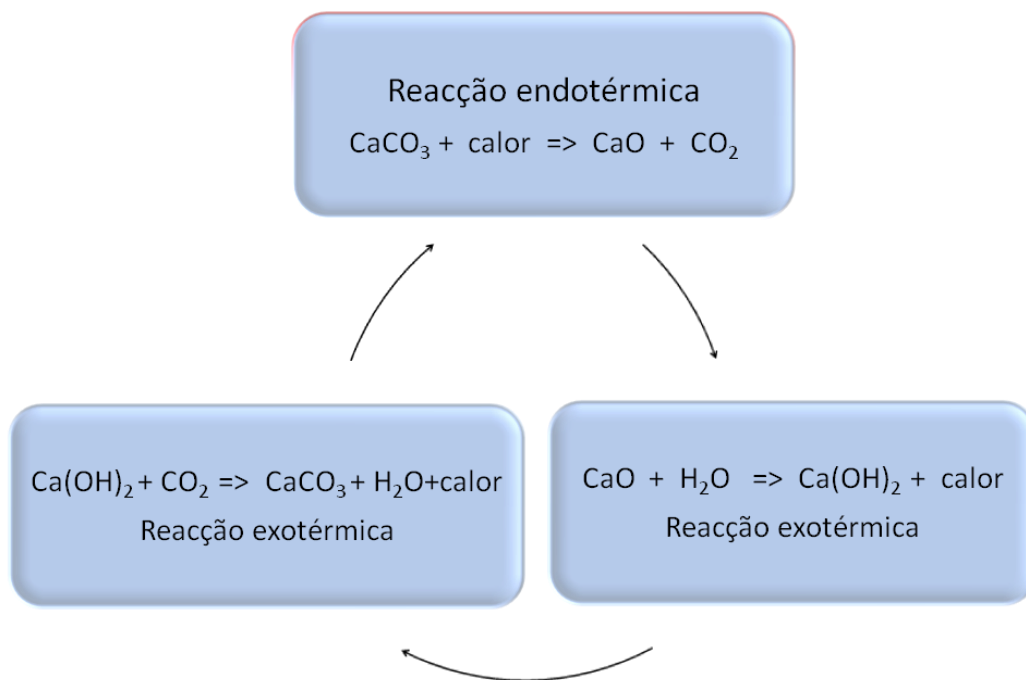 Reacção endotérmica
CaCO₃ + calor => CaO + CO₂
Ca(OH)₂ + CO₂ => CaCO₃ + H₂O+calor
Reacção exotérmica
CaO + H₂O => Ca(OH)₂ + calor
Reacção exotérmica